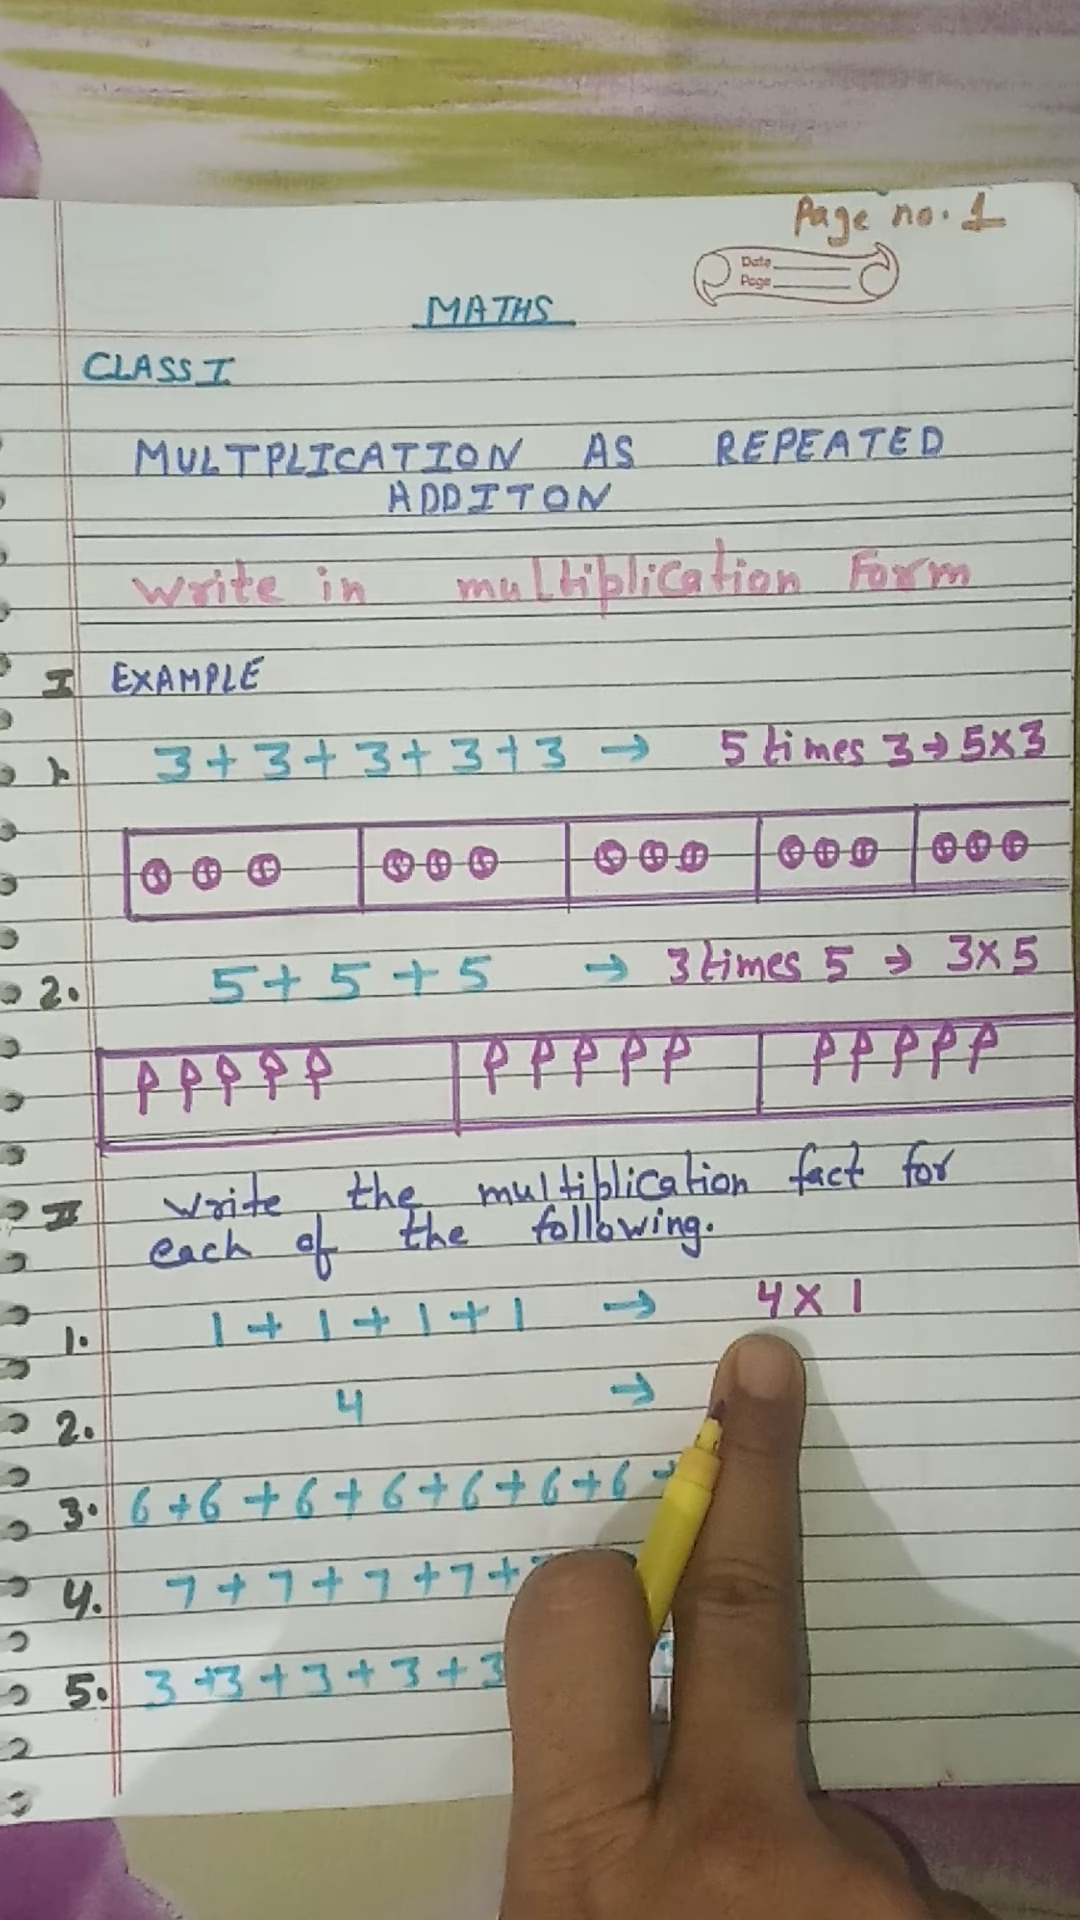 Page no. 1
Date
Page
MATHS
CLASS I
MULTPLICATION AS REPEATED
ADDITON
Write in multiplication Form
I EXAMPLE
1. 3+3+3+3+3 → 5 times 3 → 5×3
2. 5+5+5 → 3 times 5 → 3×5
II Write the multiplication fact for
each of the following.
1. 1+1+1+1 → 4×1
2. 4 →
3. 6+6+6+6+6+6+6
4. 7+7+7+7+
5. 3+3+3+3+3